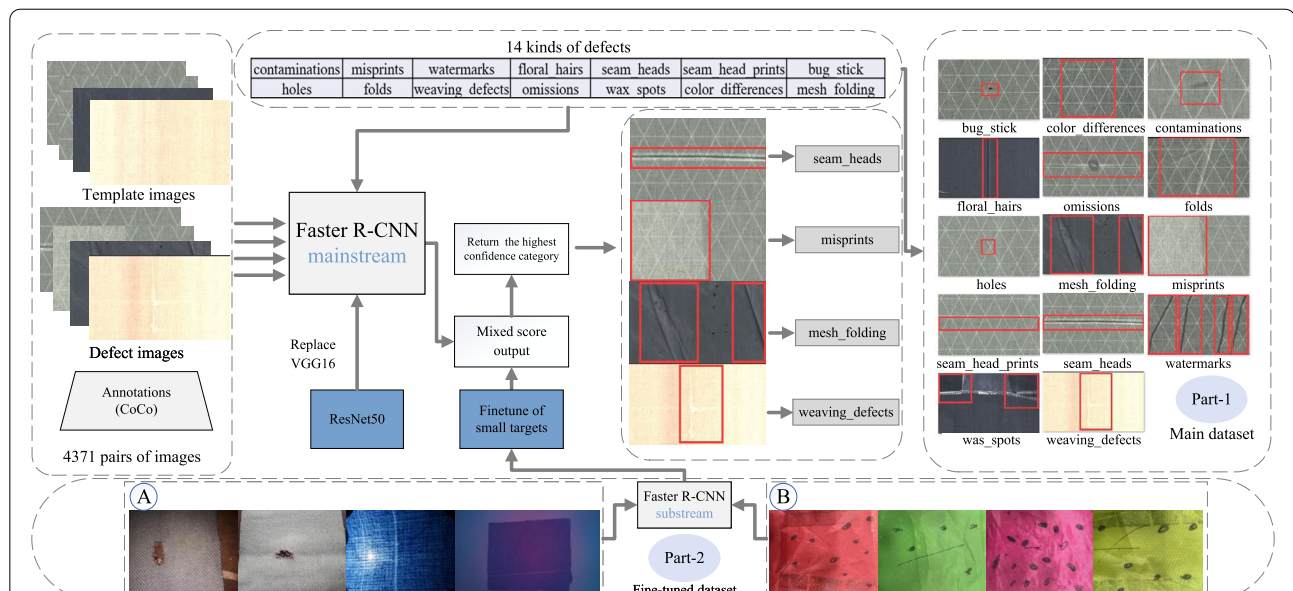 14 kinds of defects
contaminations misprints watermarks floral_hairs seam_heads seam_head_prints bug_stick
holes folds weaving_defects omissions wax_spots color_differences mesh_folding
Template images
Defect images
Annotations
(CoCo)
4371 pairs of images
Faster R-CNN
mainstream
Replace
VGG16
ResNet50
Return the highest
confidence category
Mixed score
output
Finetune of
small targets
seam_heads
misprints
mesh_folding
weaving_defects
bug_stick color_differences contaminations
floral_hairs omissions folds
holes mesh_folding misprints
seam_head_prints seam_heads watermarks
was_spots weaving_defects
Part-1
Main dataset
A
Faster R-CNN
substream
Part-2
Fine-tuned dataset
B